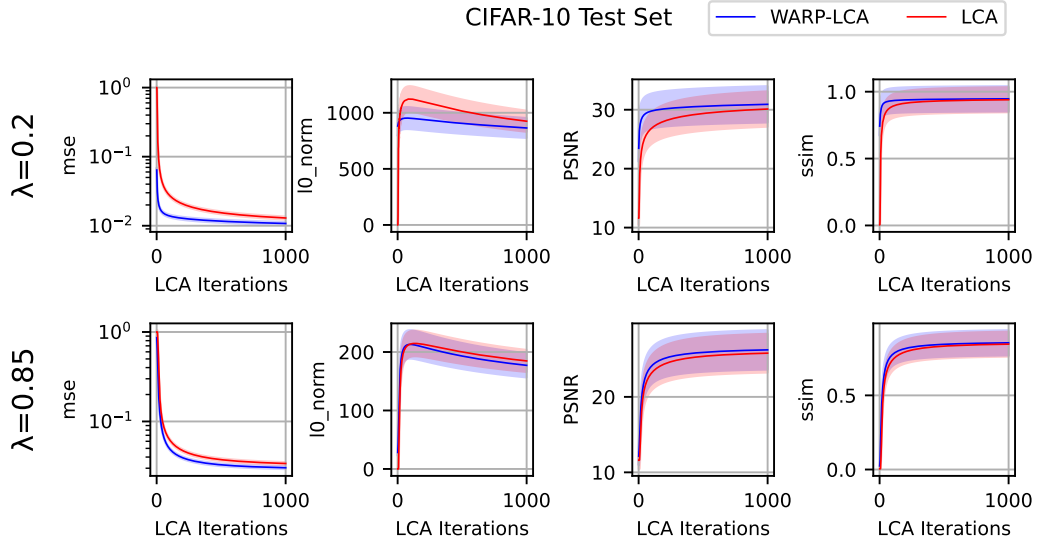 CIFAR-10 Test Set
WARP-LCA
LCA
λ=0.2
mse
10⁰
10⁻¹
10⁻²
0
1000
LCA Iterations
l0_norm
1000
500
0
0
1000
LCA Iterations
PSNR
30
20
10
0
1000
LCA Iterations
ssim
1.0
0.5
0.0
0
1000
LCA Iterations
λ=0.85
mse
10⁰
10⁻¹
0
1000
LCA Iterations
l0_norm
200
100
0
0
1000
LCA Iterations
PSNR
20
10
0
1000
LCA Iterations
ssim
0.5
0.0
0
1000
LCA Iterations